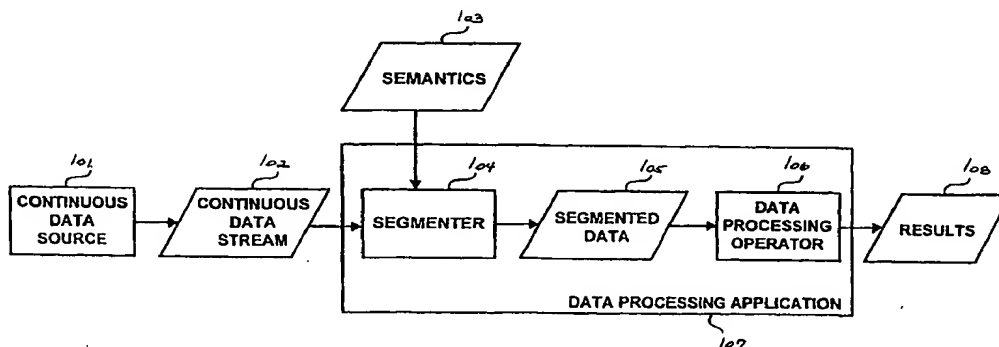 103
SEMANTICS
101
102
104
105
106
108
CONTINUOUS
DATA
SOURCE
CONTINUOUS
DATA
STREAM
SEGMENTER
SEGMENTED
DATA
DATA
PROCESSING
OPERATOR
RESULTS
DATA PROCESSING APPLICATION
107